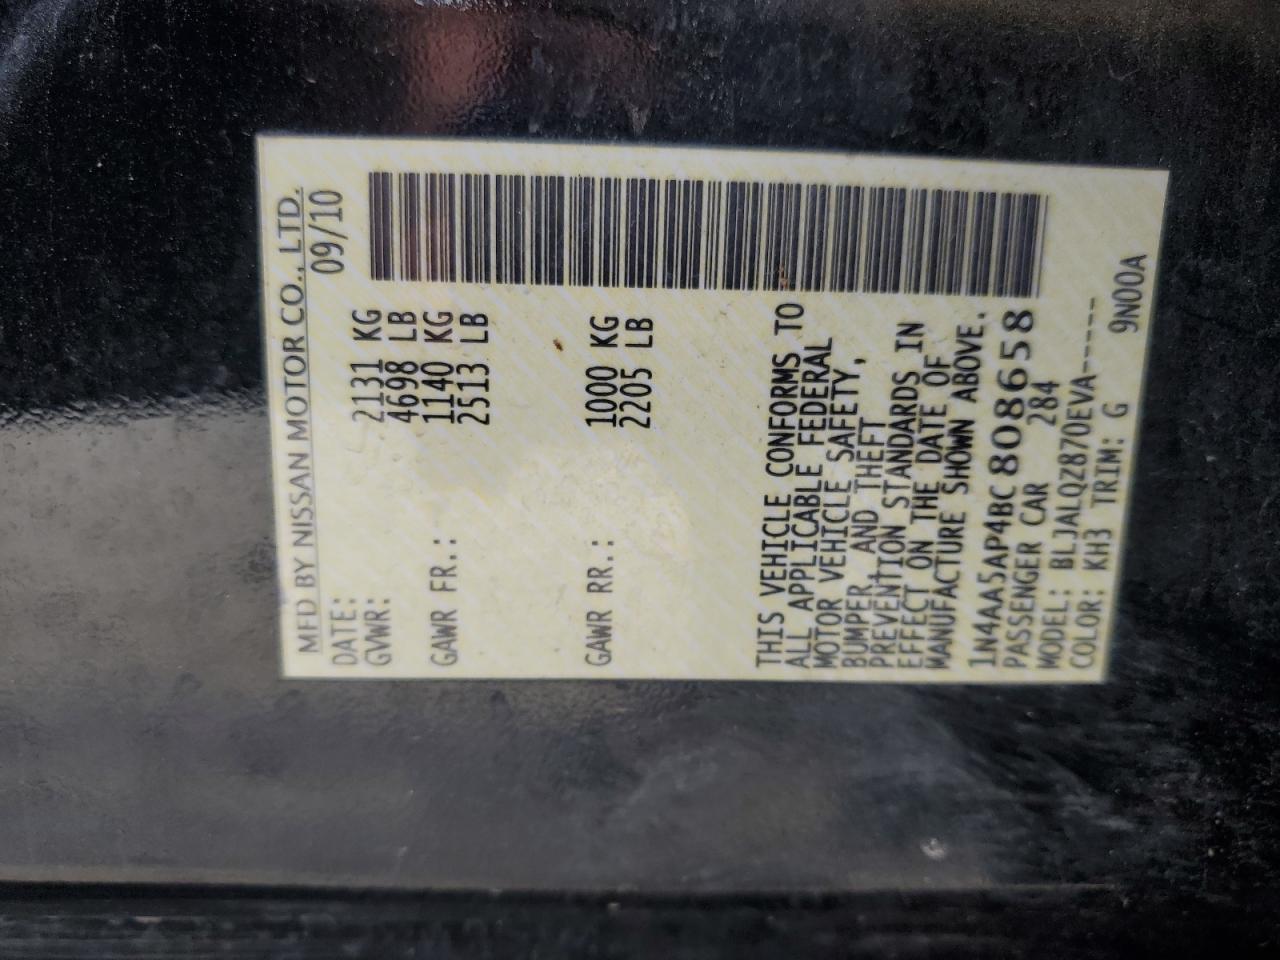 MFD BY NISSAN MOTOR CO., LTD.
DATE: 09/10
GVWR: 2131 KG
4698 LB
GAWR FR.: 1140 KG
2513 LB
GAWR RR.: 1000 KG
2205 LB
THIS VEHICLE CONFORMS TO
ALL APPLICABLE FEDERAL
MOTOR VEHICLE SAFETY,
BUMPER, AND THEFT
PREVENTION STANDARDS IN
EFFECT ON THE DATE OF
MANUFACTURE SHOWN ABOVE.
1N4AA5AP4BC808658
PASSENGER CAR 284
MODEL: BLJALQZ870EVA-----
COLOR: KH3 TRIM: G 9N00A